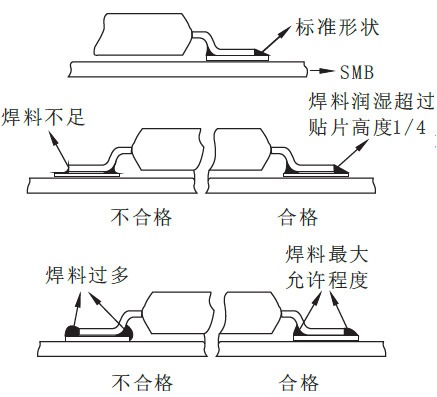 标准形状
SMB
焊料不足
焊料润湿超过
贴片高度1/4
不合格
合格
焊料过多
焊料最大
允许程度
不合格
合格